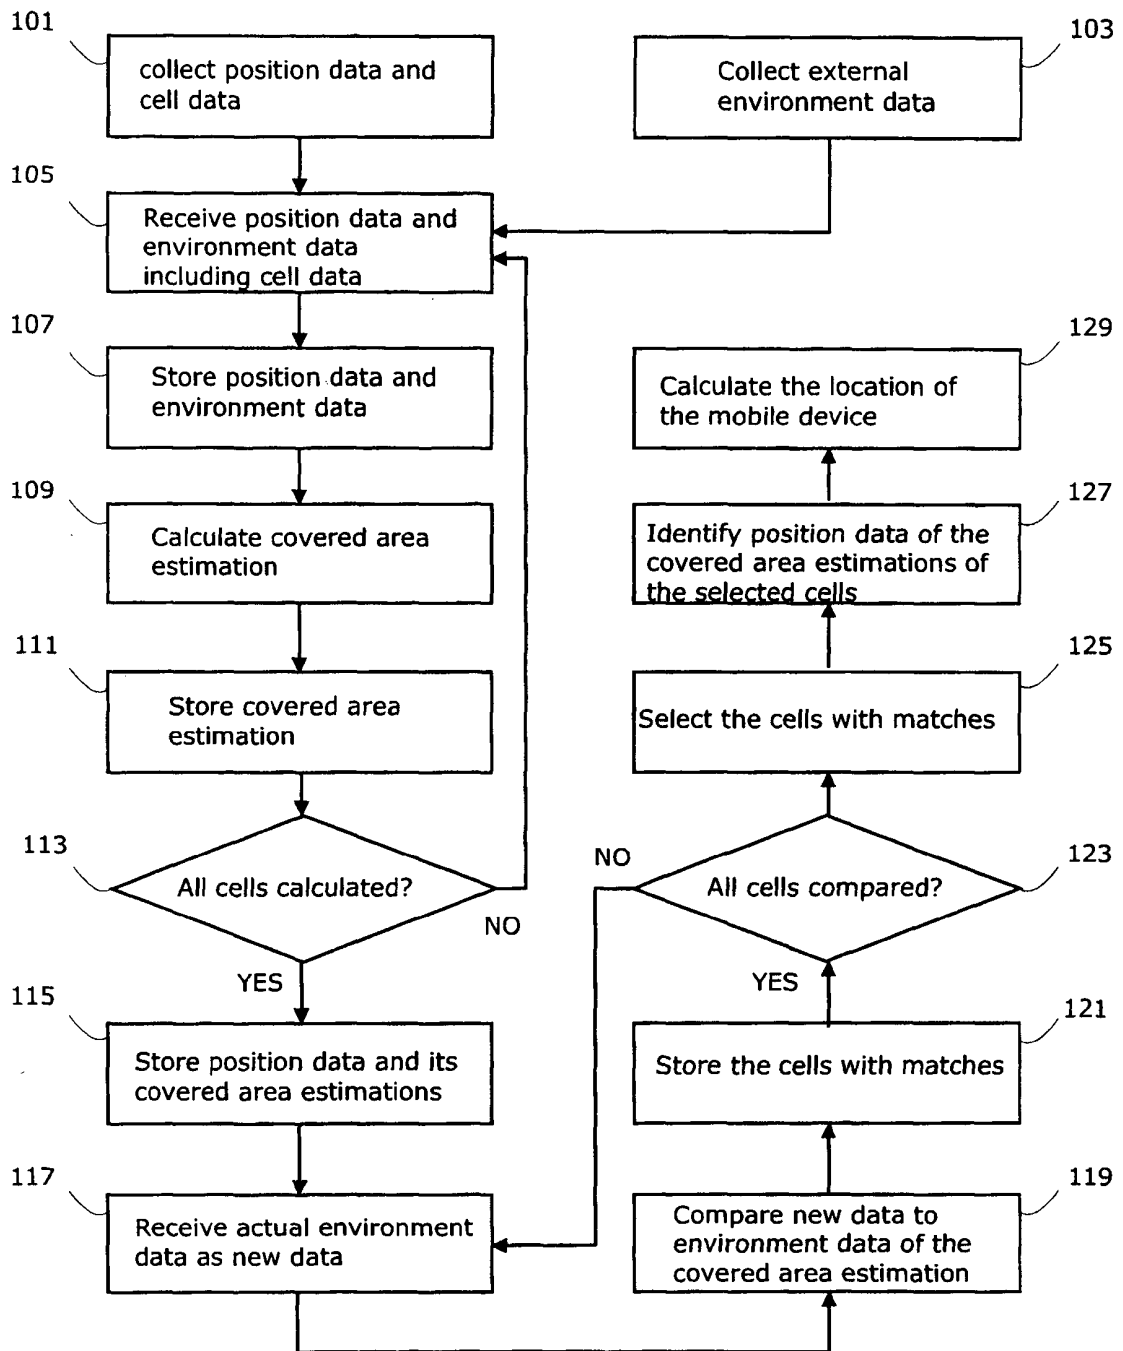 101
collect position data and
cell data
103
Collect external
environment data
105
Receive position data and
environment data
including cell data
107
Store position data and
environment data
129
Calculate the location of
the mobile device
109
Calculate covered area
estimation
127
Identify position data of the
covered area estimations of
the selected cells
111
Store covered area
estimation
125
Select the cells with matches
113
All cells calculated?
NO
YES
NO
All cells compared?
123
YES
115
Store position data and its
covered area estimations
121
Store the cells with matches
117
Receive actual environment
data as new data
119
Compare new data to
environment data of the
covered area estimation